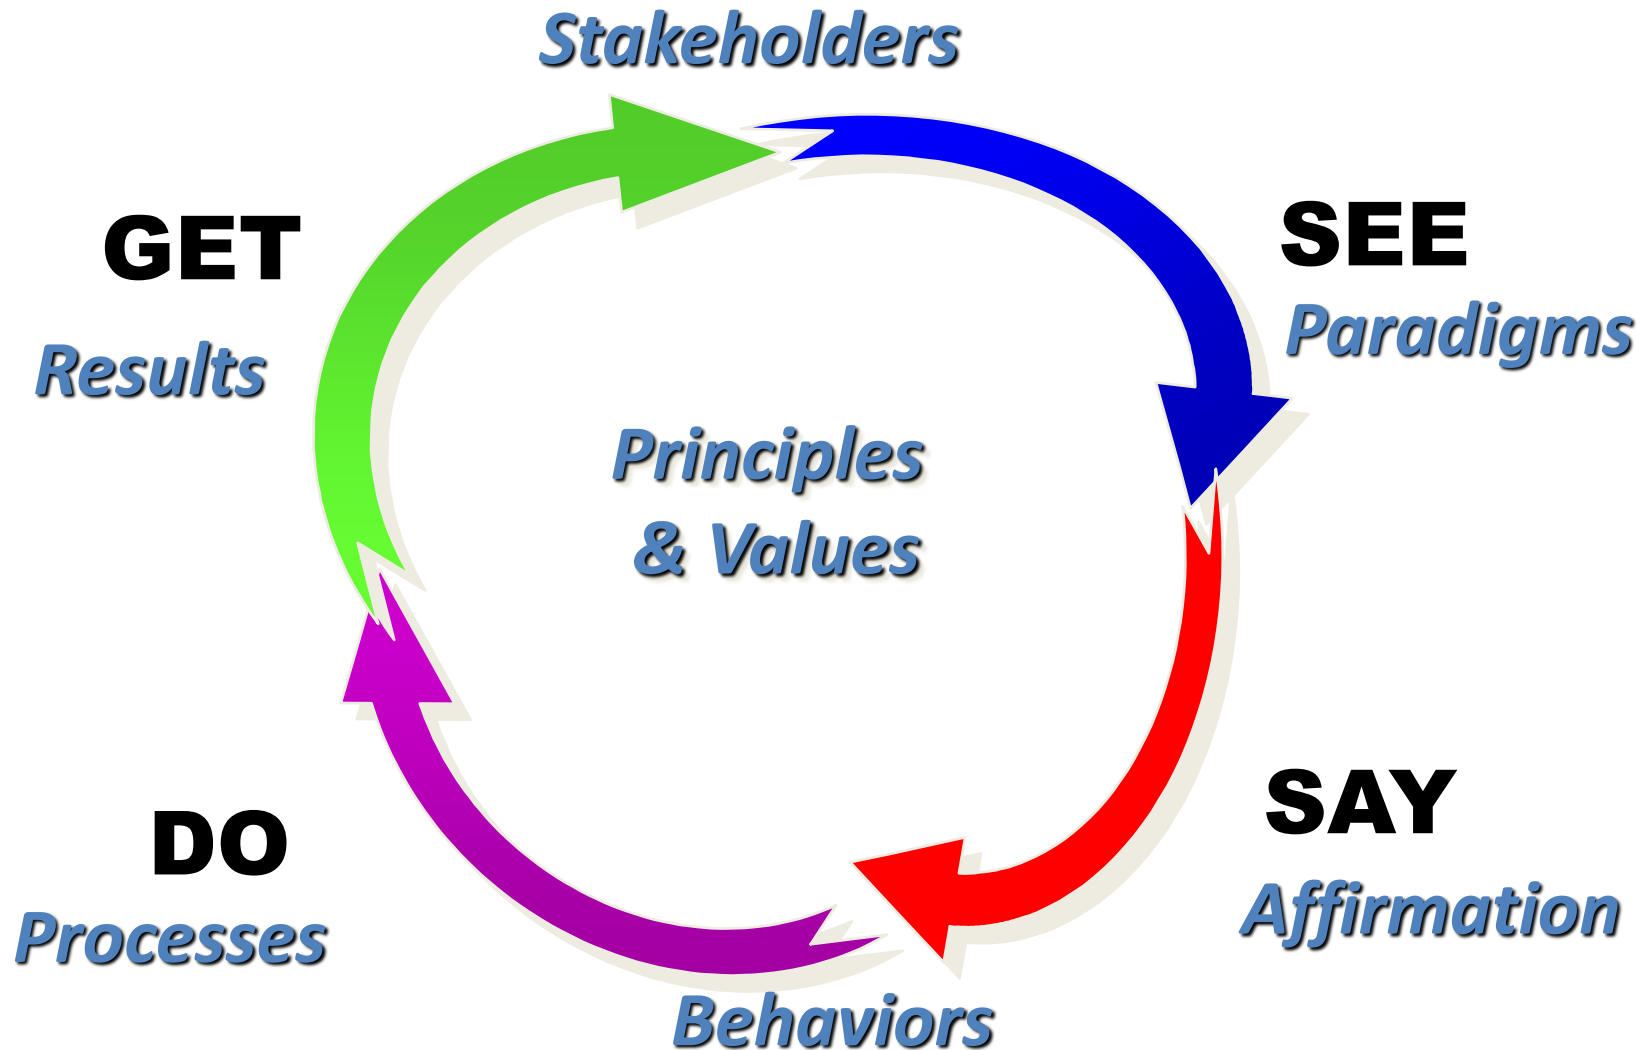 Stakeholders
GET
SEE
Results
Paradigms
Principles
& Values
DO
SAY
Processes
Affirmation
Behaviors